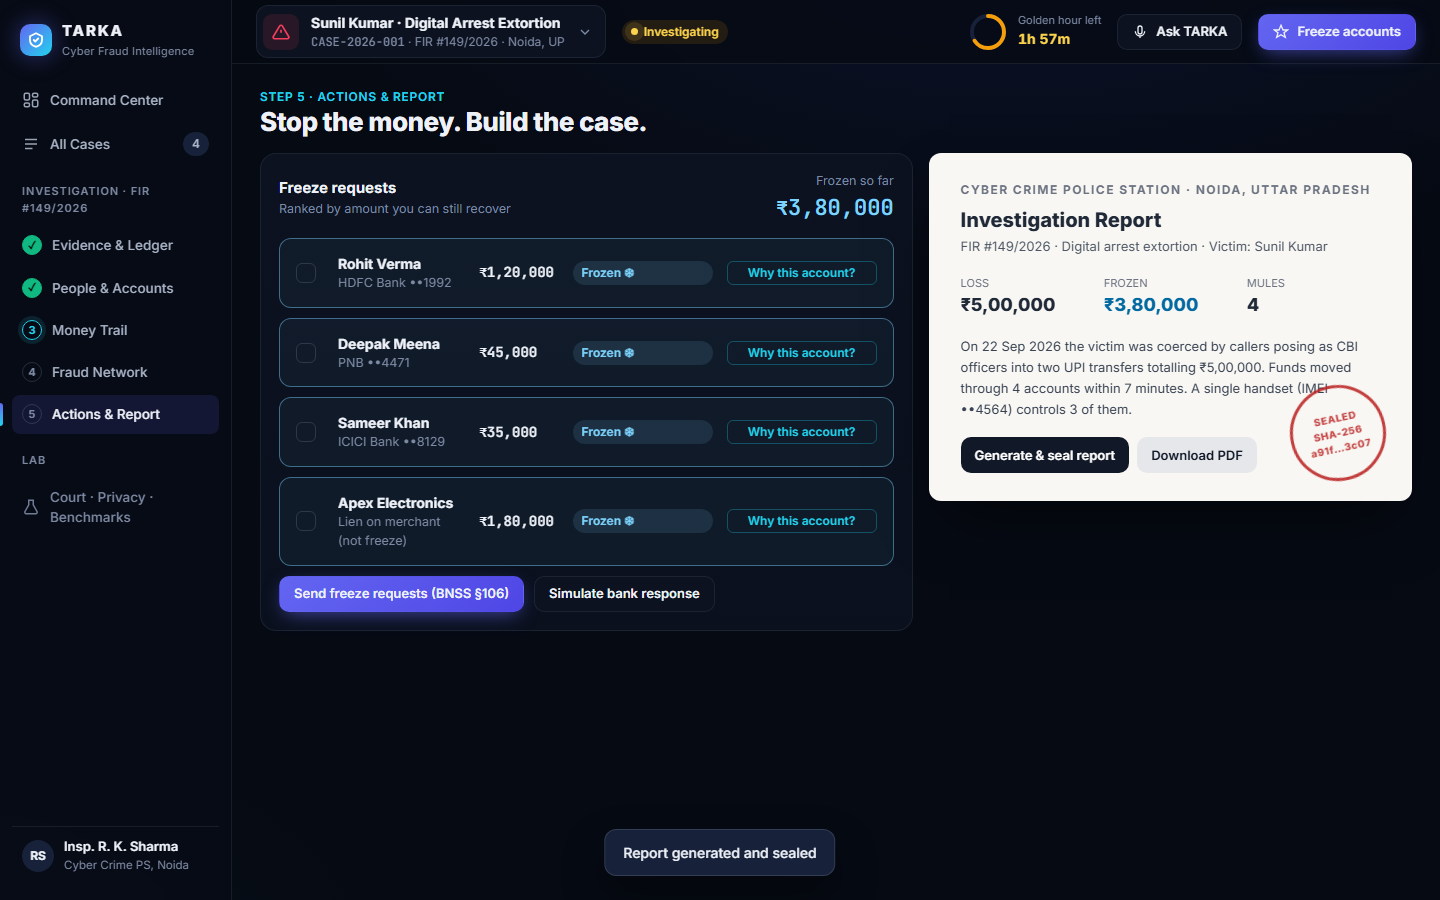 TARKA
Cyber Fraud Intelligence
Command Center
All Cases
4
INVESTIGATION · FIR
#149/2026
Evidence & Ledger
People & Accounts
3
Money Trail
4
Fraud Network
5
Actions & Report
LAB
Court · Privacy ·
Benchmarks
RS
Insp. R. K. Sharma
Cyber Crime PS, Noida
Sunil Kumar · Digital Arrest Extortion
CASE-2026-001 · FIR #149/2026 · Noida, UP
Investigating
Golden hour left
1h 57m
Ask TARKA
Freeze accounts
STEP 5 · ACTIONS & REPORT
Stop the money. Build the case.
Freeze requests
Ranked by amount you can still recover
Frozen so far
₹3,80,000
Rohit Verma
HDFC Bank ••1992
₹1,20,000
Frozen ❄
Why this account?
Deepak Meena
PNB ••4471
₹45,000
Frozen ❄
Why this account?
Sameer Khan
ICICI Bank ••8129
₹35,000
Frozen ❄
Why this account?
Apex Electronics
Lien on merchant
(not freeze)
₹1,80,000
Frozen ❄
Why this account?
Send freeze requests (BNSS §106)
Simulate bank response
CYBER CRIME POLICE STATION · NOIDA, UTTAR PRADESH
Investigation Report
FIR #149/2026 · Digital arrest extortion · Victim: Sunil Kumar
LOSS
₹5,00,000
FROZEN
₹3,80,000
MULES
4
On 22 Sep 2026 the victim was coerced by callers posing as CBI
officers into two UPI transfers totalling ₹5,00,000. Funds moved
through 4 accounts within 7 minutes. A single handset (IMEI
••4564) controls 3 of them.
Generate & seal report
Download PDF
SEALED
SHA-256
a91f…3c07
Report generated and sealed